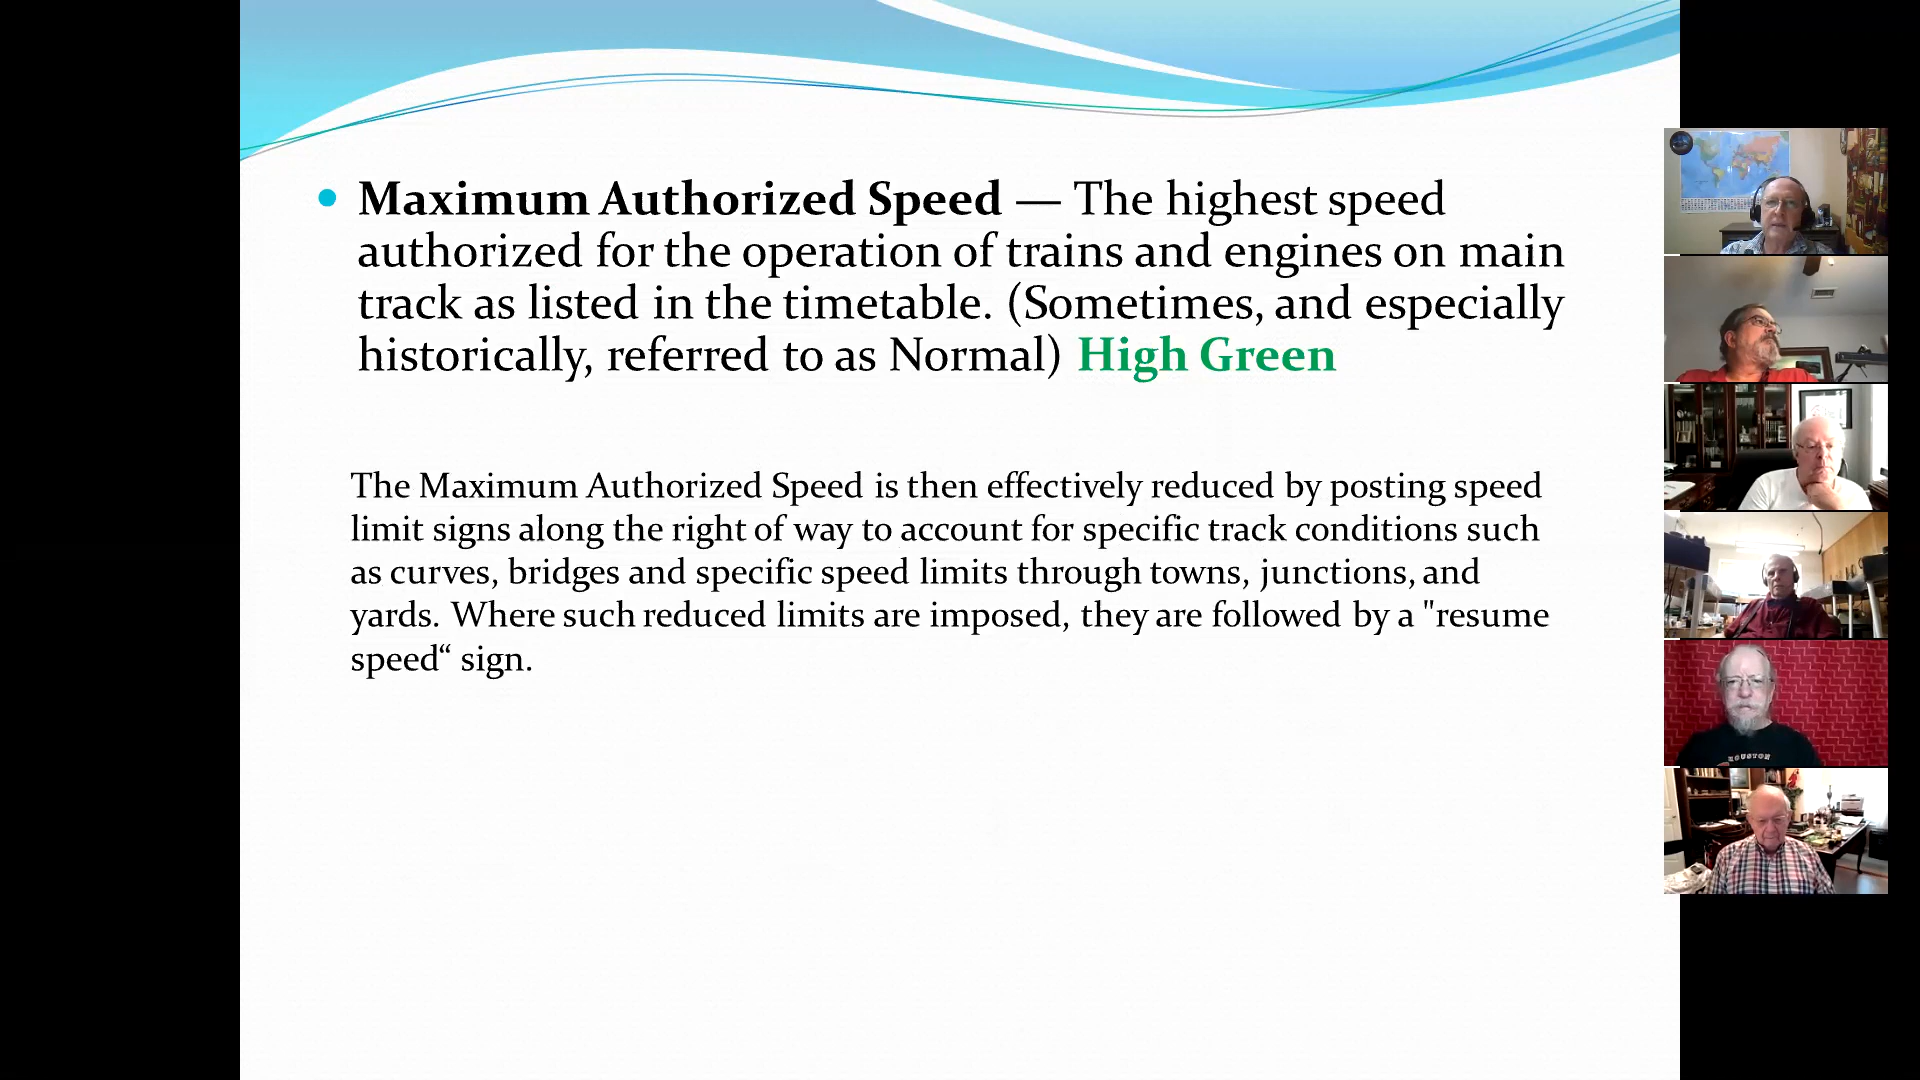 • Maximum Authorized Speed — The highest speed
authorized for the operation of trains and engines on main
track as listed in the timetable. (Sometimes, and especially
historically, referred to as Normal) High Green
The Maximum Authorized Speed is then effectively reduced by posting speed
limit signs along the right of way to account for specific track conditions such
as curves, bridges and specific speed limits through towns, junctions, and
yards. Where such reduced limits are imposed, they are followed by a "resume
speed“ sign.
HOUSTON